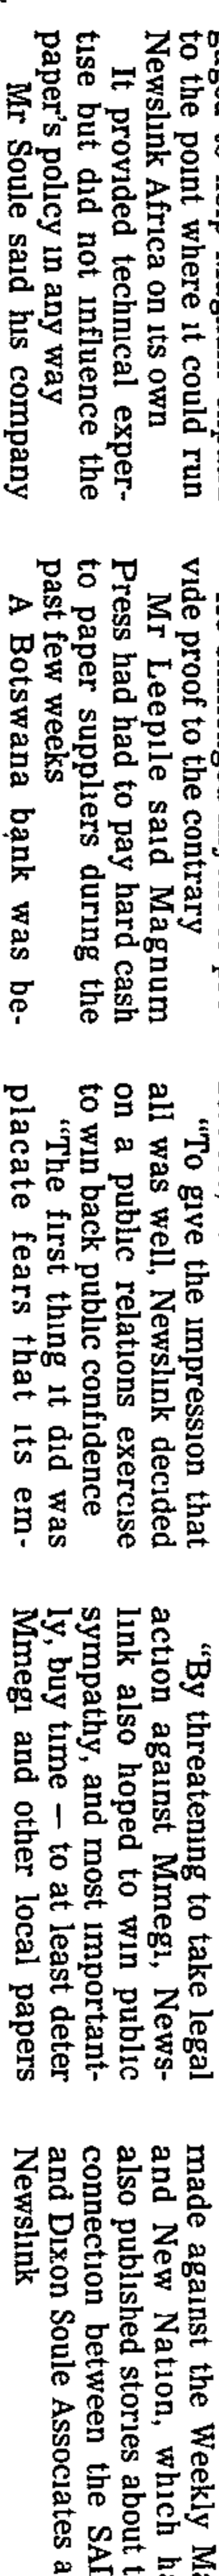 to the point where it could run
Newslink Africa on its own
It provided technical exper-
tise but did not influence the
paper's policy in any way
Mr Soule said his company
vide proof to the contrary
Mr Leepile said Magnum
Press had had to pay hard cash
to paper suppliers during the
past few weeks
A Botswana bank was be-
"To give the impression that
all was well, Newslink decided
on a public relations exercise
to win back public confidence
"The first thing it did was
placate fears that its em-
"By threatening to take legal
action against Mmegi, News-
link also hoped to win public
sympathy, and most important-
ly, buy time — to at least deter
Mmegi and other local papers
made against the Weekly
and New Nation, which
also published stories about
connection between the
and Dixon Soule Associates
Newslink